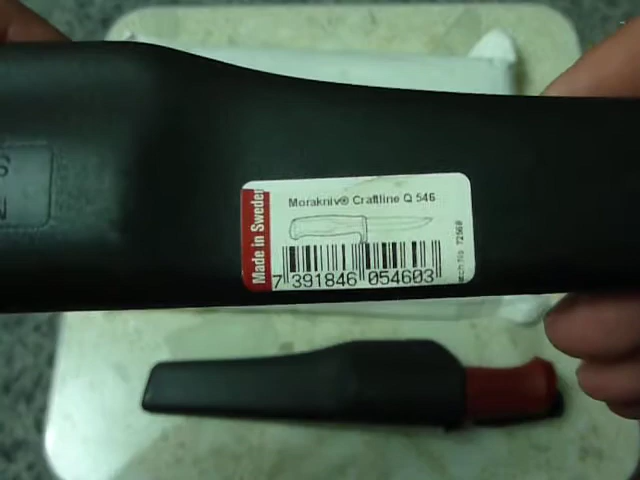 S
N
Made in Sweden
Morakniv® Craftline Q 546
7 391846 054603